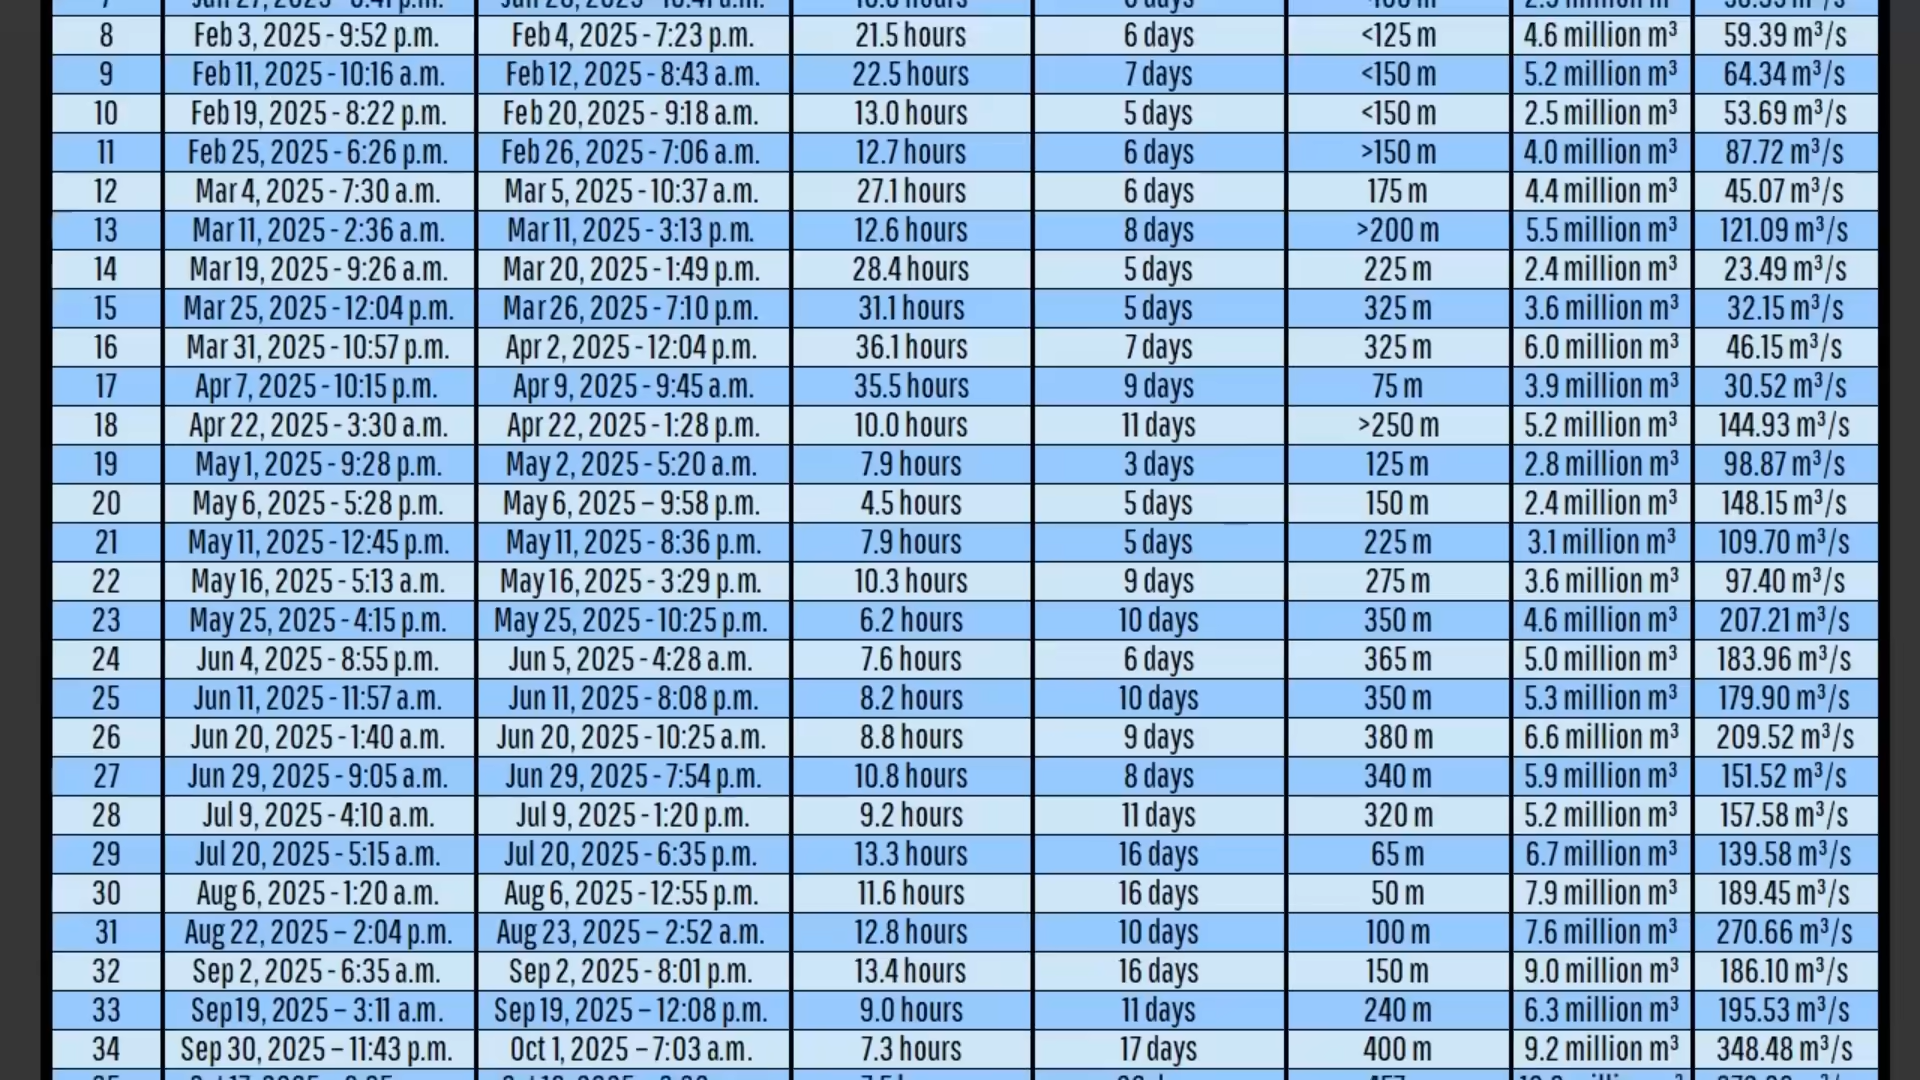 8 Feb 3, 2025 - 9:52 p.m. Feb 4, 2025 - 7:23 p.m. 21.5 hours 6 days <125 m 4.6 million m³ 59.39 m³/s
9 Feb 11, 2025 - 10:16 a.m. Feb 12, 2025 - 8:43 a.m. 22.5 hours 7 days <150 m 5.2 million m³ 64.34 m³/s
10 Feb 19, 2025 - 8:22 p.m. Feb 20, 2025 - 9:18 a.m. 13.0 hours 5 days <150 m 2.5 million m³ 53.69 m³/s
11 Feb 25, 2025 - 6:26 p.m. Feb 26, 2025 - 7:06 a.m. 12.7 hours 6 days >150 m 4.0 million m³ 87.72 m³/s
12 Mar 4, 2025 - 7:30 a.m. Mar 5, 2025 - 10:37 a.m. 27.1 hours 6 days 175 m 4.4 million m³ 45.07 m³/s
13 Mar 11, 2025 - 2:36 a.m. Mar 11, 2025 - 3:13 p.m. 12.6 hours 8 days >200 m 5.5 million m³ 121.09 m³/s
14 Mar 19, 2025 - 9:26 a.m. Mar 20, 2025 - 1:49 p.m. 28.4 hours 5 days 225 m 2.4 million m³ 23.49 m³/s
15 Mar 25, 2025 - 12:04 p.m. Mar 26, 2025 - 7:10 p.m. 31.1 hours 5 days 325 m 3.6 million m³ 32.15 m³/s
16 Mar 31, 2025 - 10:57 p.m. Apr 2, 2025 - 12:04 p.m. 36.1 hours 7 days 325 m 6.0 million m³ 46.15 m³/s
17 Apr 7, 2025 - 10:15 p.m. Apr 9, 2025 - 9:45 a.m. 35.5 hours 9 days 75 m 3.9 million m³ 30.52 m³/s
18 Apr 22, 2025 - 3:30 a.m. Apr 22, 2025 - 1:28 p.m. 10.0 hours 11 days >250 m 5.2 million m³ 144.93 m³/s
19 May 1, 2025 - 9:28 p.m. May 2, 2025 - 5:20 a.m. 7.9 hours 3 days 125 m 2.8 million m³ 98.87 m³/s
20 May 6, 2025 - 5:28 p.m. May 6, 2025 – 9:58 p.m. 4.5 hours 5 days 150 m 2.4 million m³ 148.15 m³/s
21 May 11, 2025 - 12:45 p.m. May 11, 2025 - 8:36 p.m. 7.9 hours 5 days 225 m 3.1 million m³ 109.70 m³/s
22 May 16, 2025 - 5:13 a.m. May 16, 2025 - 3:29 p.m. 10.3 hours 9 days 275 m 3.6 million m³ 97.40 m³/s
23 May 25, 2025 - 4:15 p.m. May 25, 2025 - 10:25 p.m. 6.2 hours 10 days 350 m 4.6 million m³ 207.21 m³/s
24 Jun 4, 2025 - 8:55 p.m. Jun 5, 2025 - 4:28 a.m. 7.6 hours 6 days 365 m 5.0 million m³ 183.96 m³/s
25 Jun 11, 2025 - 11:57 a.m. Jun 11, 2025 - 8:08 p.m. 8.2 hours 10 days 350 m 5.3 million m³ 179.90 m³/s
26 Jun 20, 2025 - 1:40 a.m. Jun 20, 2025 - 10:25 a.m. 8.8 hours 9 days 380 m 6.6 million m³ 209.52 m³/s
27 Jun 29, 2025 - 9:05 a.m. Jun 29, 2025 - 7:54 p.m. 10.8 hours 8 days 340 m 5.9 million m³ 151.52 m³/s
28 Jul 9, 2025 - 4:10 a.m. Jul 9, 2025 - 1:20 p.m. 9.2 hours 11 days 320 m 5.2 million m³ 157.58 m³/s
29 Jul 20, 2025 - 5:15 a.m. Jul 20, 2025 - 6:35 p.m. 13.3 hours 16 days 65 m 6.7 million m³ 139.58 m³/s
30 Aug 6, 2025 - 1:20 a.m. Aug 6, 2025 - 12:55 p.m. 11.6 hours 16 days 50 m 7.9 million m³ 189.45 m³/s
31 Aug 22, 2025 – 2:04 p.m. Aug 23, 2025 – 2:52 a.m. 12.8 hours 10 days 100 m 7.6 million m³ 270.66 m³/s
32 Sep 2, 2025 - 6:35 a.m. Sep 2, 2025 - 8:01 p.m. 13.4 hours 16 days 150 m 9.0 million m³ 186.10 m³/s
33 Sep 19, 2025 – 3:11 a.m. Sep 19, 2025 – 12:08 p.m. 9.0 hours 11 days 240 m 6.3 million m³ 195.53 m³/s
34 Sep 30, 2025 – 11:43 p.m. Oct 1, 2025 – 7:03 a.m. 7.3 hours 17 days 400 m 9.2 million m³ 348.48 m³/s